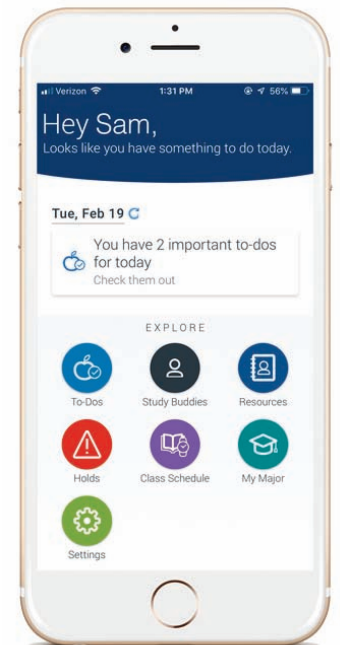 Verizon 1:31 PM 56%
Hey Sam,
Looks like you have something to do today.
Tue, Feb 19
You have 2 important to-dos
for today
Check them out
EXPLORE
To-Dos Study Buddies Resources
Holds Class Schedule My Major
Settings